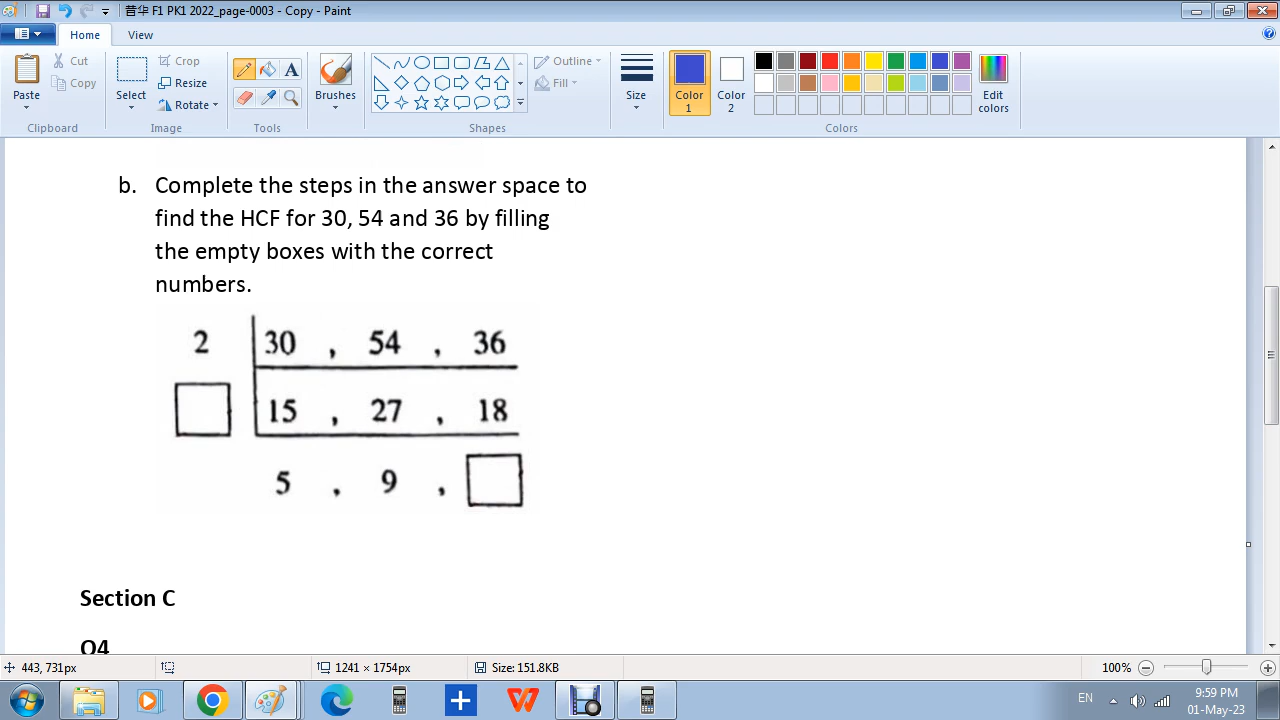 昔华 F1 PK1 2022_page-0003 - Copy - Paint
Home View
Paste
Cut
Copy
Clipboard
Select
Crop
Resize
Rotate
Image
A
Tools
Brushes
Shapes
Outline
Fill
Size
Color 1
Color 2
Edit colors
Colors
b. Complete the steps in the answer space to
find the HCF for 30, 54 and 36 by filling
the empty boxes with the correct
numbers.
2 30 , 54 , 36
15 , 27 , 18
5 , 9 ,
Section C
Q4
443, 731px
1241 × 1754px
Size: 151.8KB
100%
EN
9:59 PM
01-May-23